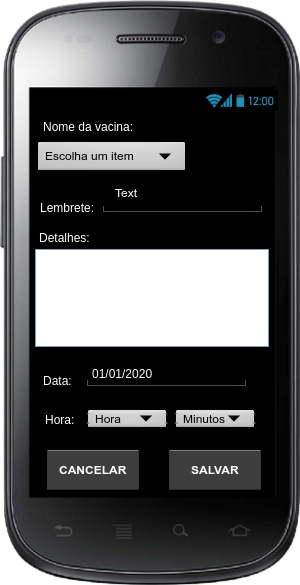 12:00
Nome da vacina:
Escolha um item
Text
Lembrete:
Detalhes:
01/01/2020
Data:
Hora: Hora Minutos
CANCELAR SALVAR